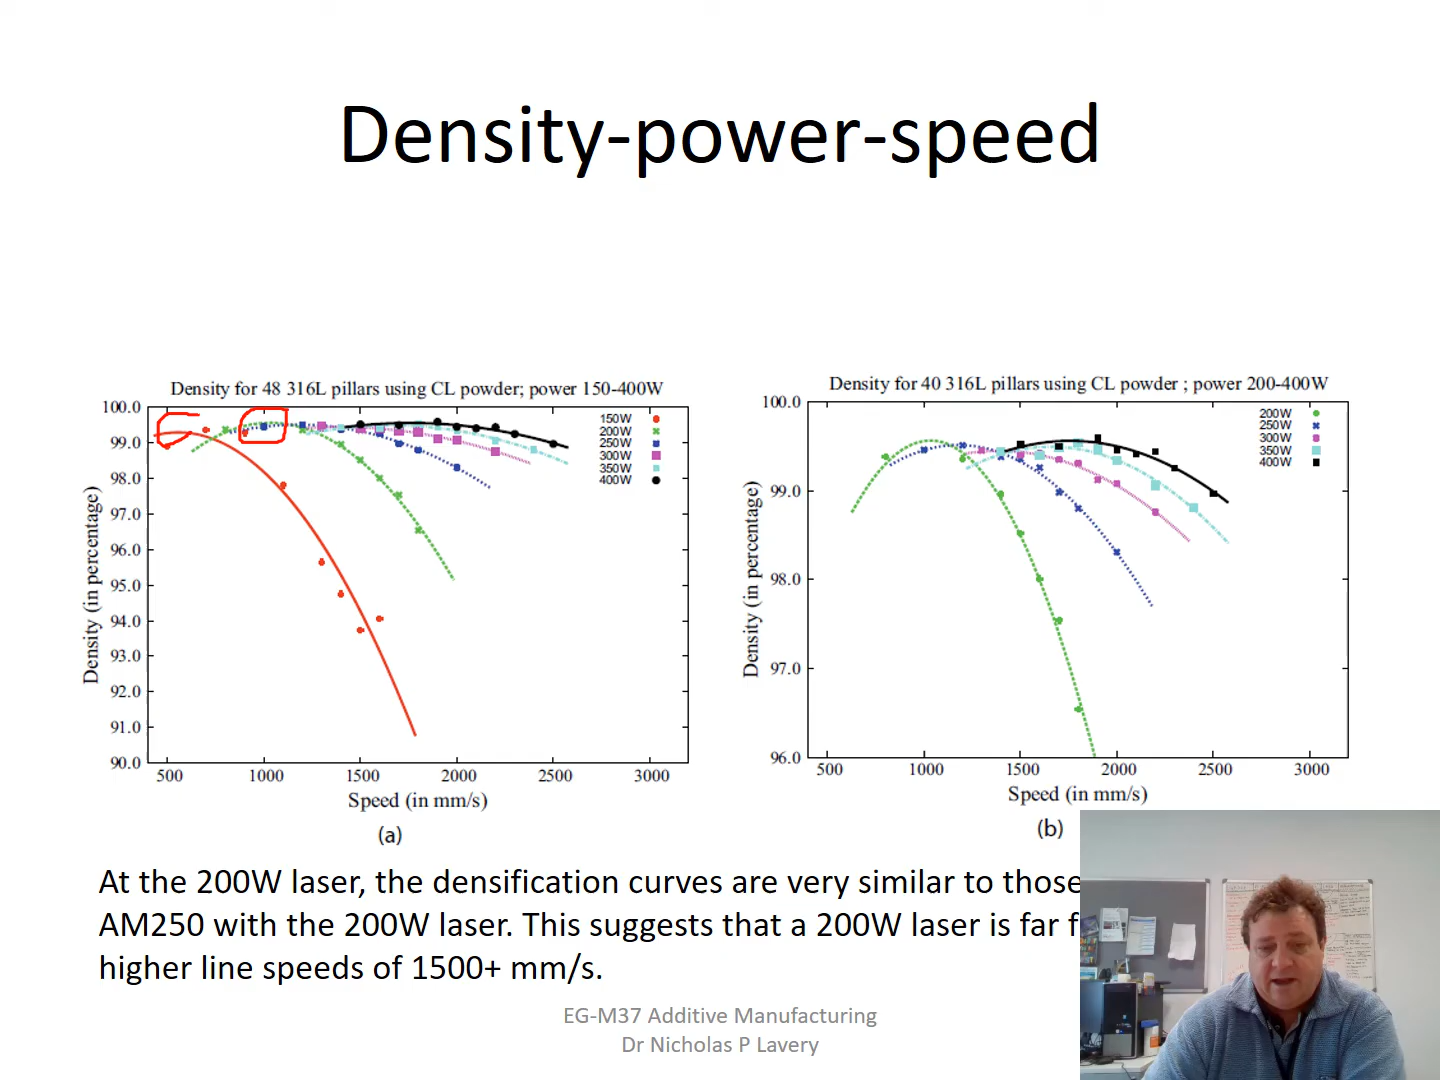 Density-power-speed
Density for 48 316L pillars using CL powder; power 150-400W
100.0
99.0
98.0
97.0
96.0
95.0
94.0
93.0
92.0
91.0
90.0
Density (in percentage)
150W
200W
250W
300W
350W
400W
500 1000 1500 2000 2500 3000
Speed (in mm/s)
(a)
Density for 40 316L pillars using CL powder ; power 200-400W
100.0
99.0
98.0
97.0
96.0
Density (in percentage)
200W
250W
300W
350W
400W
500 1000 1500 2000 2500 3000
Speed (in mm/s)
(b)
At the 200W laser, the densification curves are very similar to those
AM250 with the 200W laser. This suggests that a 200W laser is far
higher line speeds of 1500+ mm/s.
EG-M37 Additive Manufacturing
Dr Nicholas P Lavery